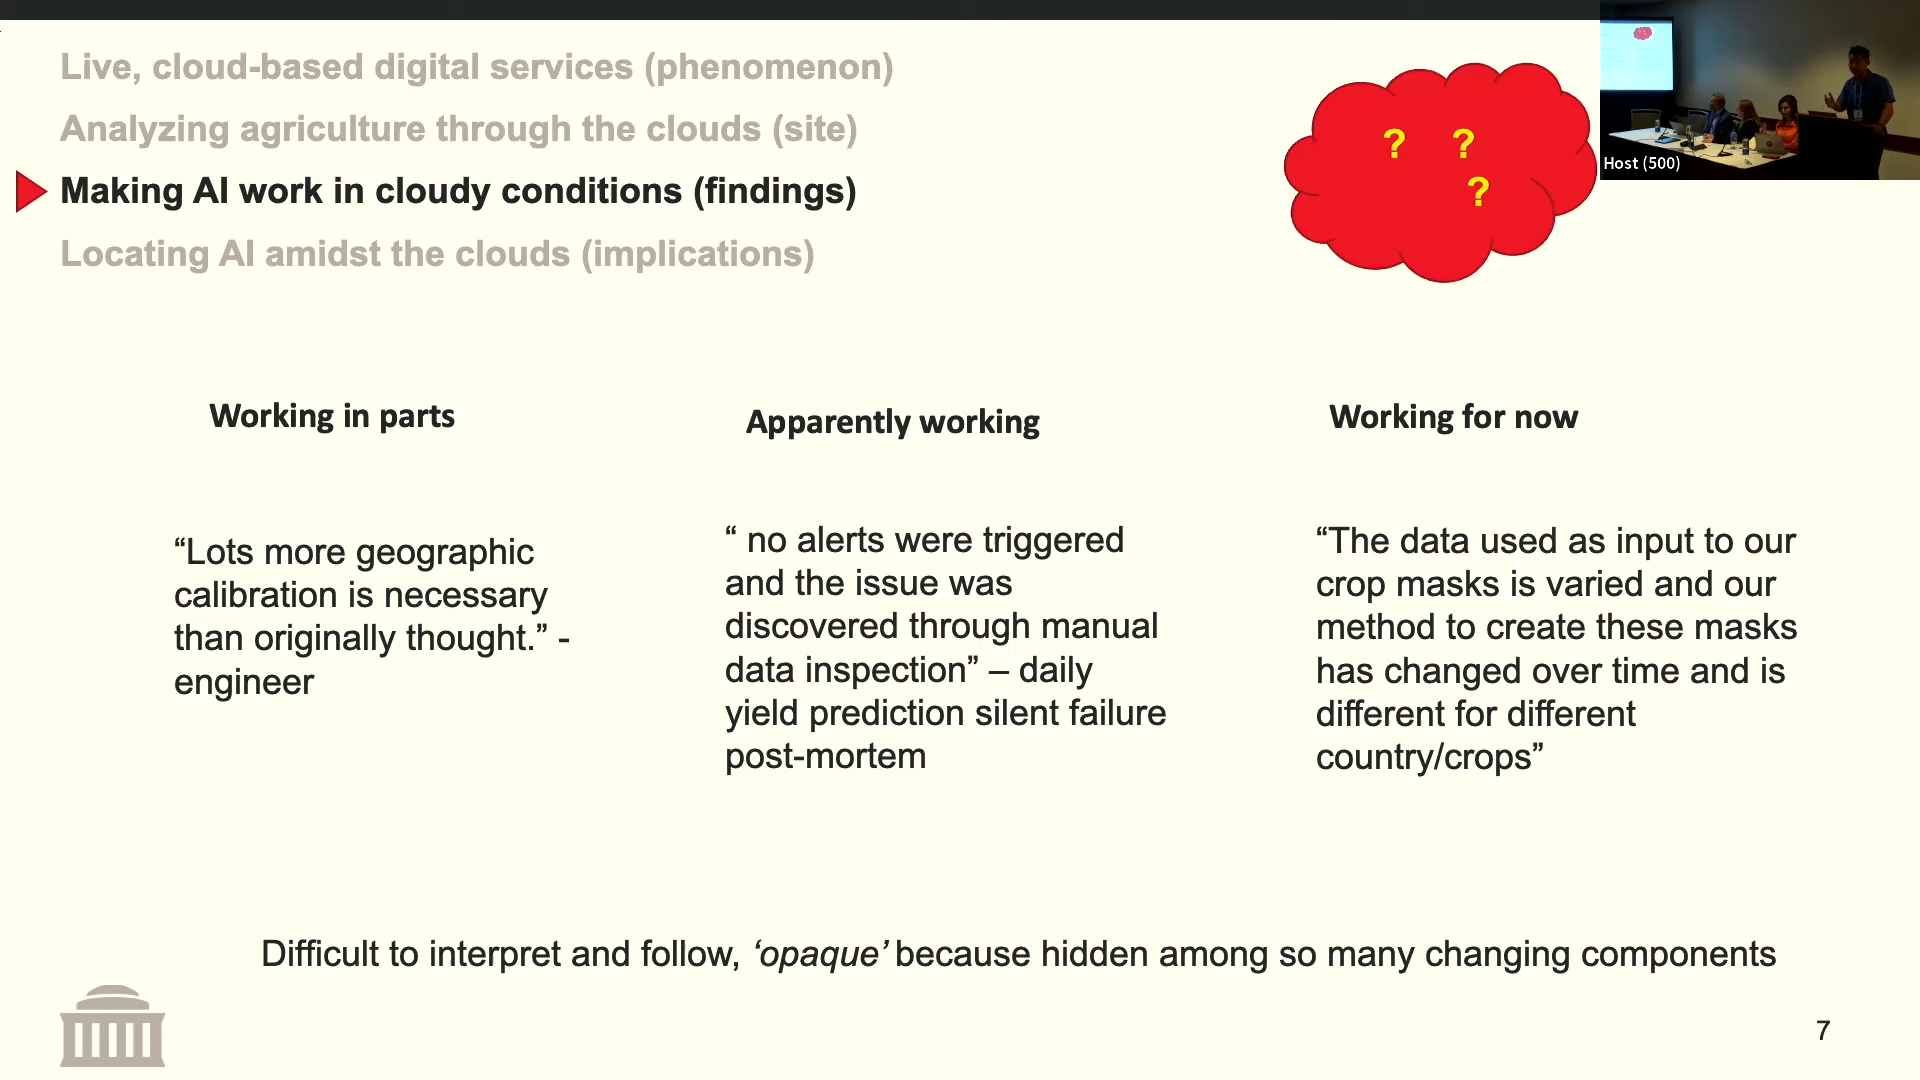 Live, cloud-based digital services (phenomenon)
Analyzing agriculture through the clouds (site)
Making AI work in cloudy conditions (findings)
Locating AI amidst the clouds (implications)
? ?
?
Host (500)
Working in parts
“Lots more geographic
calibration is necessary
than originally thought.” -
engineer
Apparently working
“ no alerts were triggered
and the issue was
discovered through manual
data inspection” – daily
yield prediction silent failure
post-mortem
Working for now
“The data used as input to our
crop masks is varied and our
method to create these masks
has changed over time and is
different for different
country/crops”
Difficult to interpret and follow, ‘opaque’ because hidden among so many changing components
7